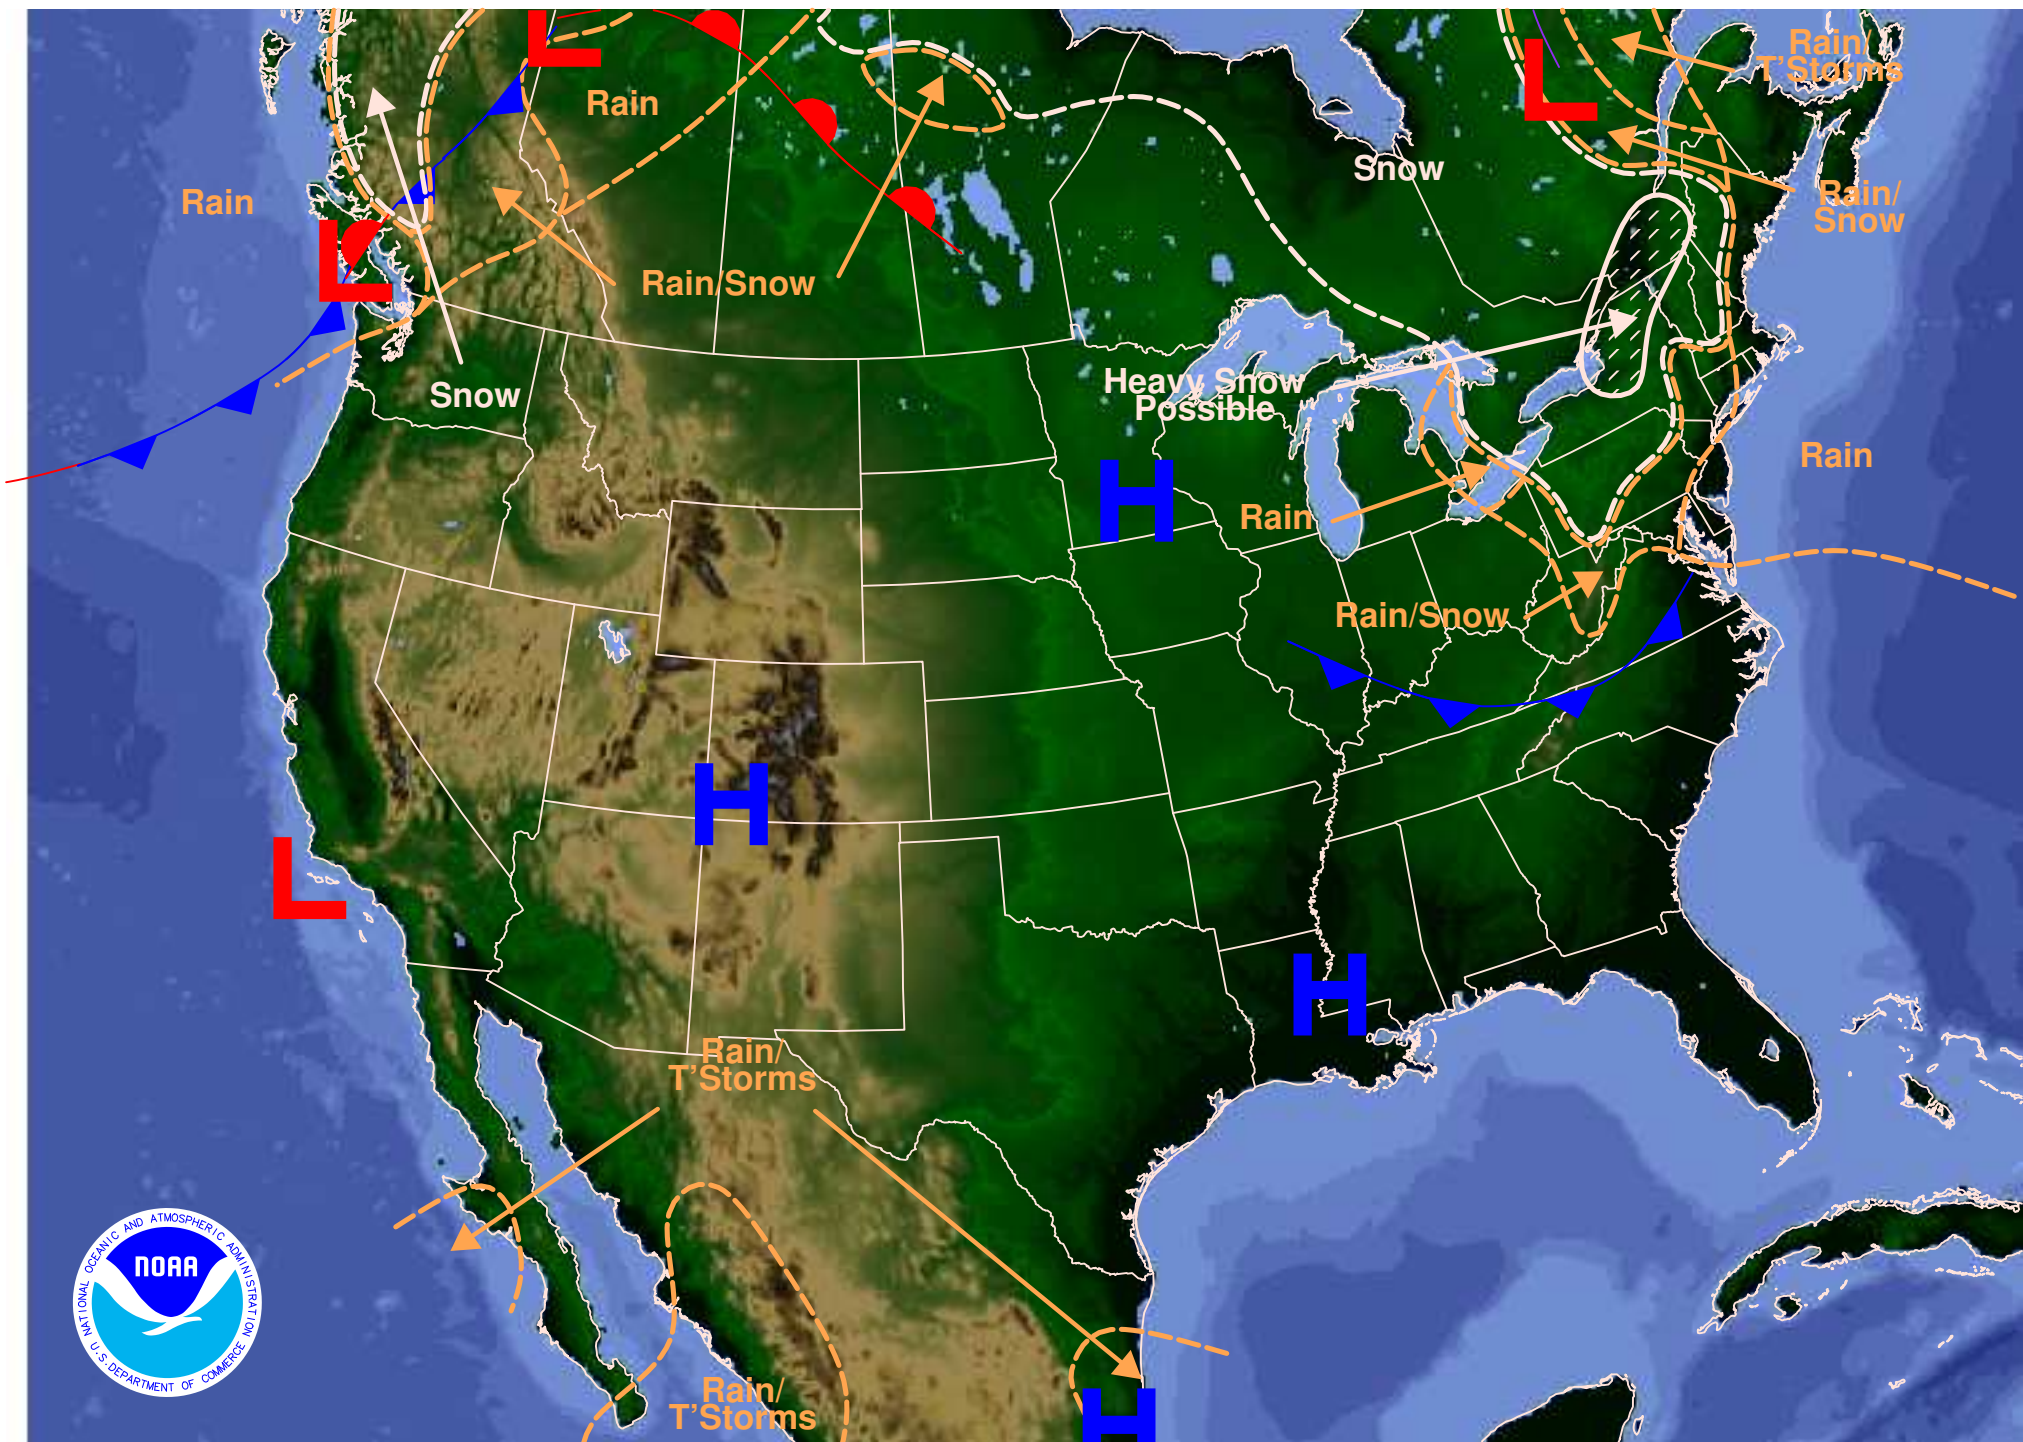 L
Rain/
T'Storms
L
Rain
Snow
Rain
Rain/
Snow
L
Rain/Snow
Heavy Snow
Possible
Snow
Rain
H
Rain
Rain/Snow
H
L
H
Rain/
T'Storms
NATIONAL OCEANIC AND ATMOSPHERIC ADMINISTRATION
NOAA
U.S. DEPARTMENT OF COMMERCE
Rain/
T'Storms
H